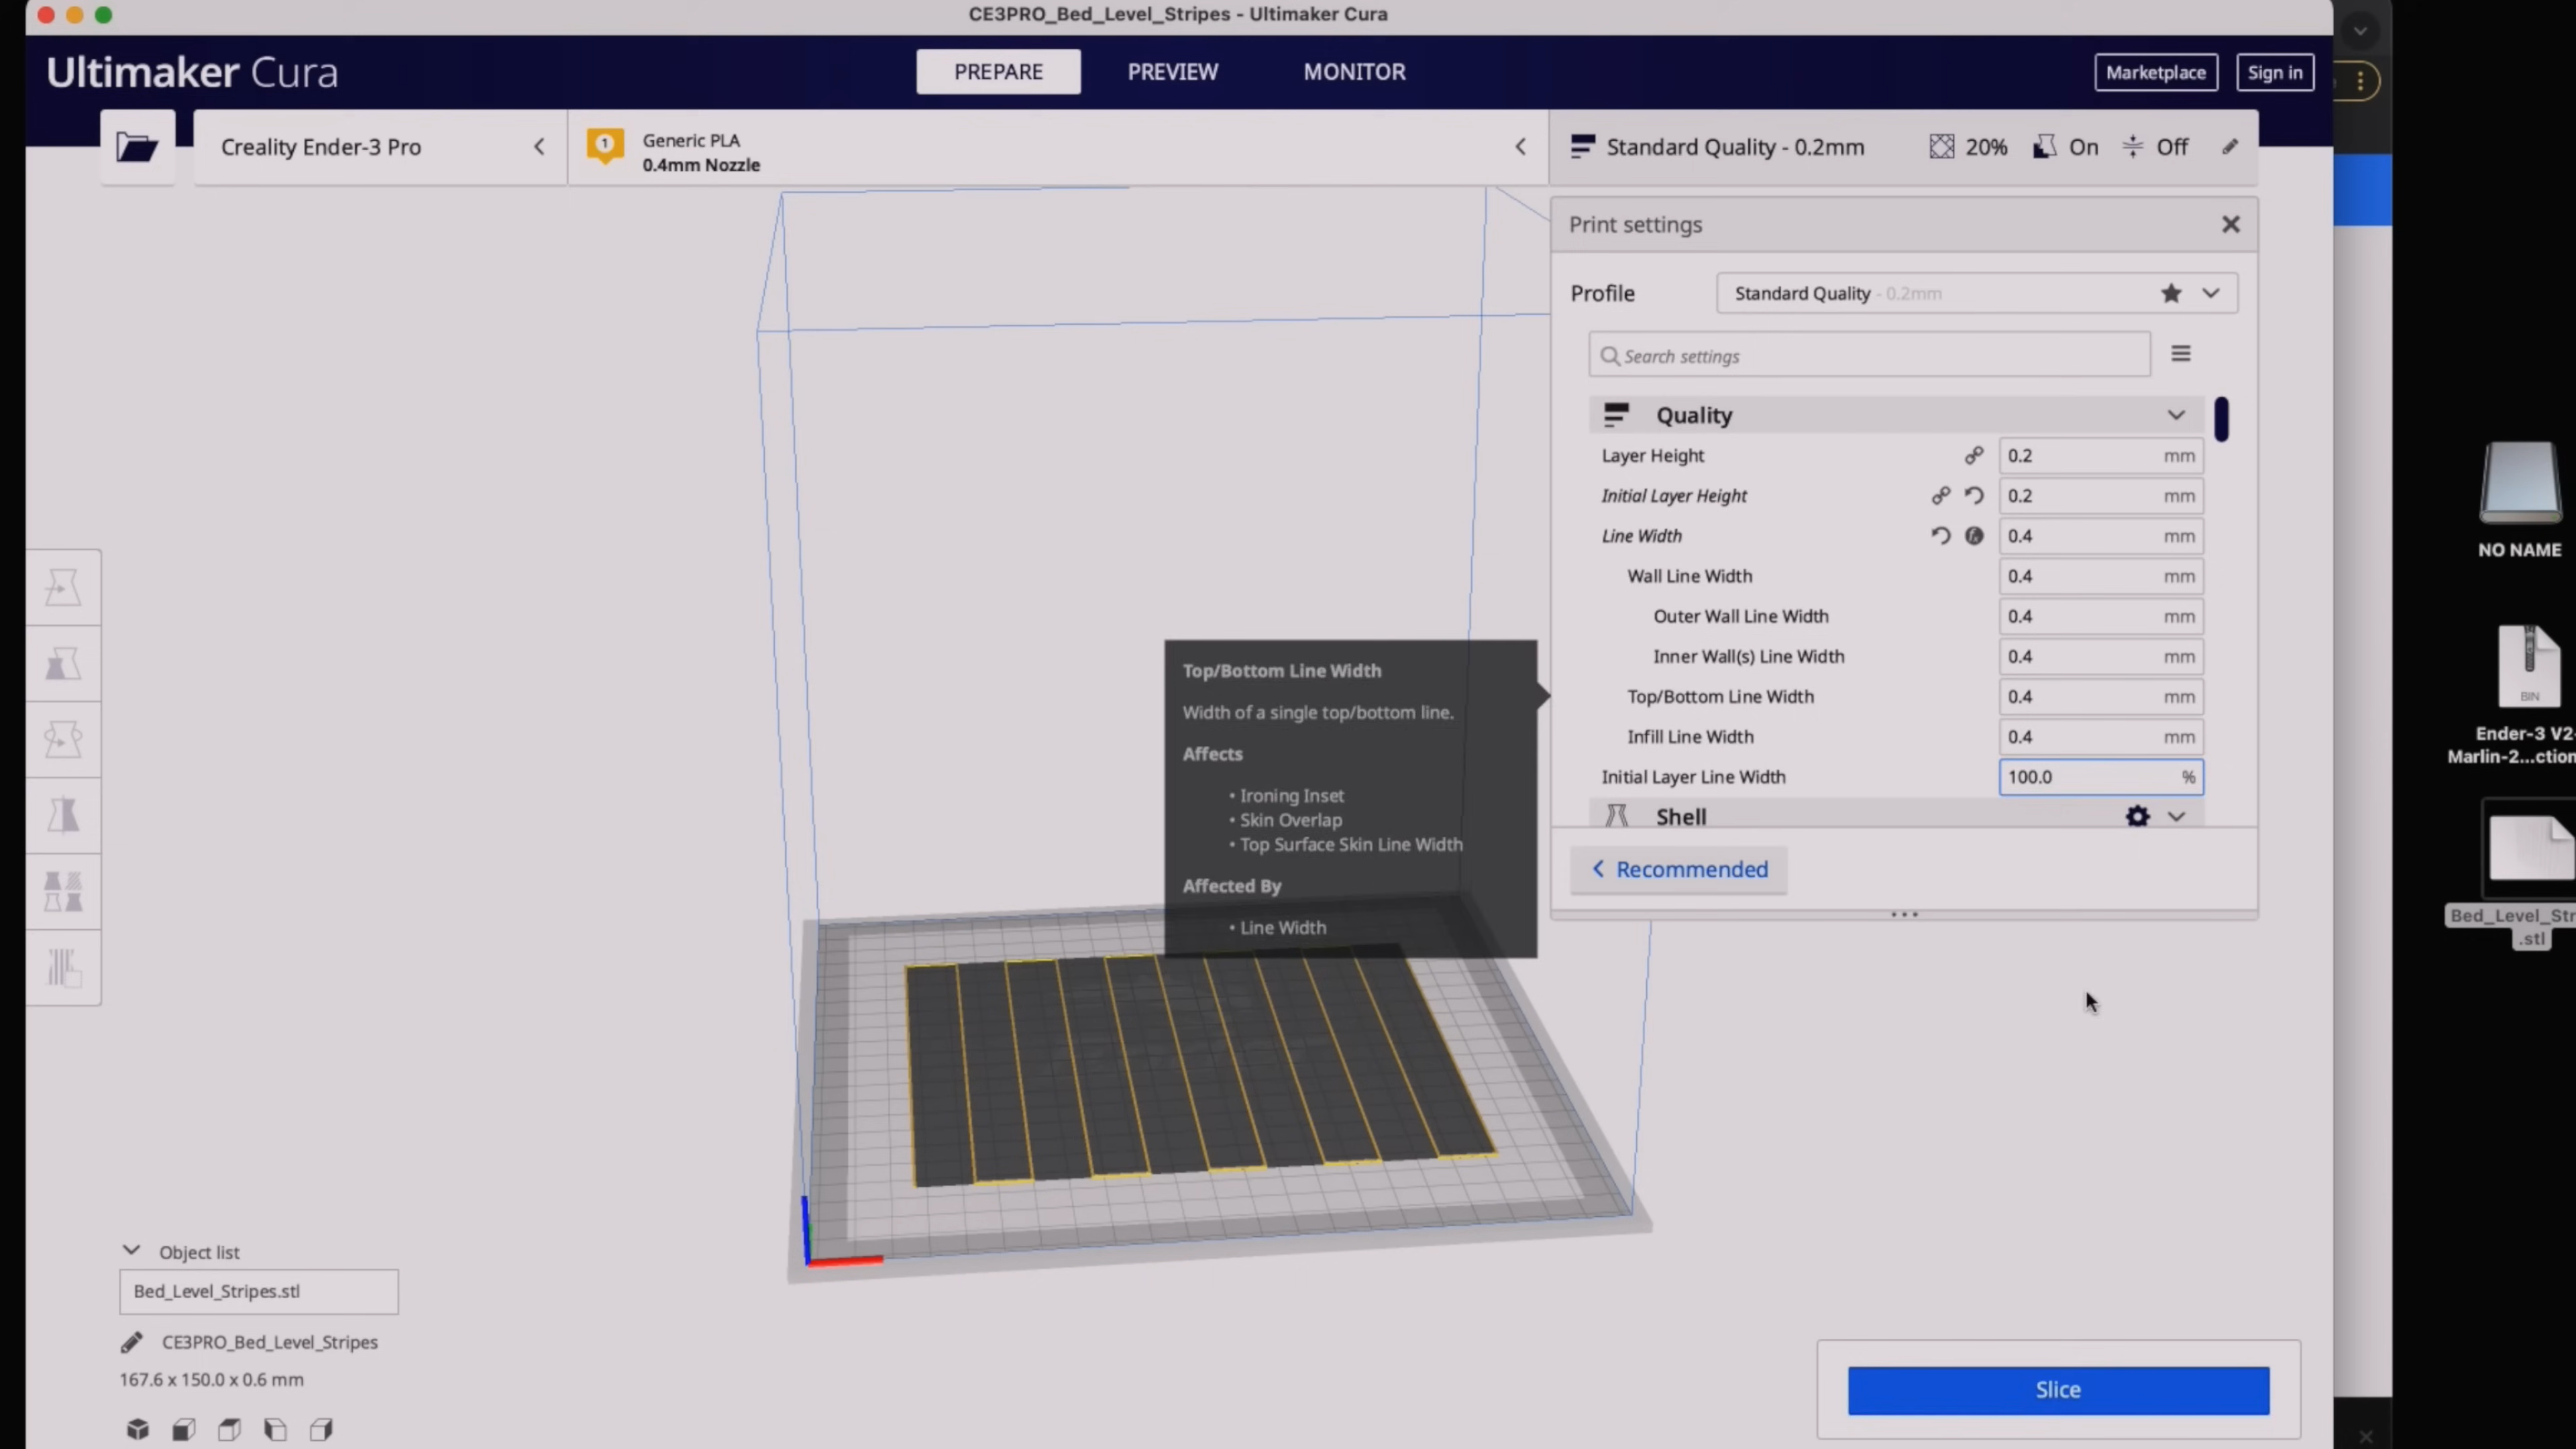 CE3PRO_Bed_Level_Stripes - Ultimaker Cura
Ultimaker Cura
PREPARE
PREVIEW
MONITOR
Marketplace
Sign in
Creality Ender-3 Pro
1
Generic PLA
0.4mm Nozzle
Standard Quality - 0.2mm
20%
On
Off
Print settings
Profile
Standard Quality - 0.2mm
Search settings
Quality
Layer Height
0.2 mm
Initial Layer Height
0.2 mm
Line Width
0.4 mm
Wall Line Width
0.4 mm
Outer Wall Line Width
0.4 mm
Inner Wall(s) Line Width
0.4 mm
Top/Bottom Line Width
0.4 mm
Infill Line Width
0.4 mm
Initial Layer Line Width
100.0 %
Shell
Recommended
Top/Bottom Line Width
Width of a single top/bottom line.
Affects
• Ironing Inset
• Skin Overlap
• Top Surface Skin Line Width
Affected By
• Line Width
NO NAME
BIN
Ender-3 V2-
Marlin-2...ction
Bed_Level_Str
.stl
Object list
Bed_Level_Stripes.stl
CE3PRO_Bed_Level_Stripes
167.6 x 150.0 x 0.6 mm
Slice